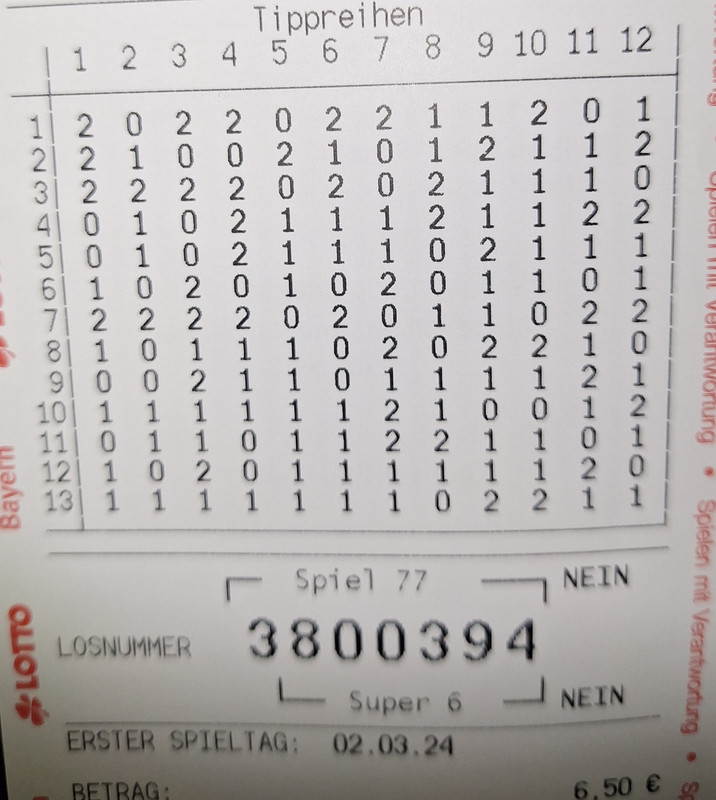 Tippreihen
1 2 3 4 5 6 7 8 9 10 11 12
1 2 0 2 2 0 2 2 1 1 2 0 1
2 2 1 0 0 2 1 0 1 2 1 1 2
3 2 2 2 2 0 2 0 2 1 1 1 0
4 0 1 0 2 1 1 1 2 1 1 2 2
5 0 1 0 2 1 1 1 0 2 1 1 1
6 1 0 2 0 1 0 2 0 1 1 0 1
7 2 2 2 2 0 2 0 1 1 0 2 2
8 1 0 1 1 1 0 2 0 2 2 1 0
9 0 0 2 1 1 0 1 1 1 1 2 1
10 1 1 1 1 1 1 2 1 0 0 1 2
11 0 1 1 0 1 1 2 2 1 1 0 1
12 1 0 2 0 1 1 1 1 1 1 2 0
13 1 1 1 1 1 1 1 0 2 2 1 1
Spiel 77 NEIN
LOSNUMMER 3800394
Super 6 NEIN
ERSTER SPIELTAG: 02.03.24
BETRAG: 6,50 €
Bayern
LOTTO
Spielen mit Verantwortung • Spielen mit Verantwortung •